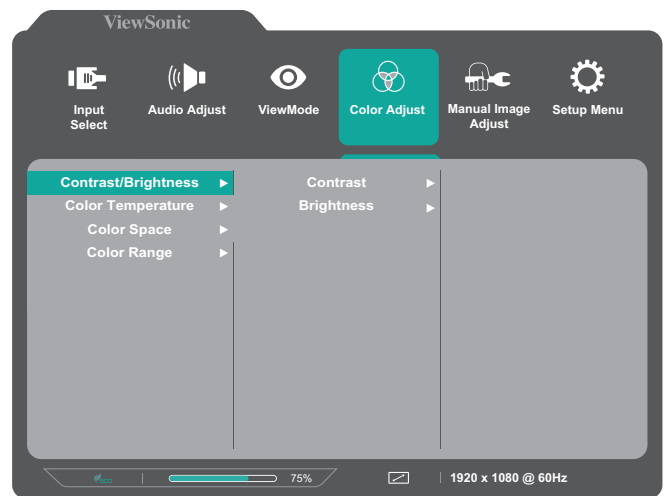 ViewSonic
Input Select
Audio Adjust
ViewMode
Color Adjust
Manual Image Adjust
Setup Menu
Contrast/Brightness
Color Temperature
Color Space
Color Range
Contrast
Brightness
eco
75%
1920 x 1080 @ 60Hz